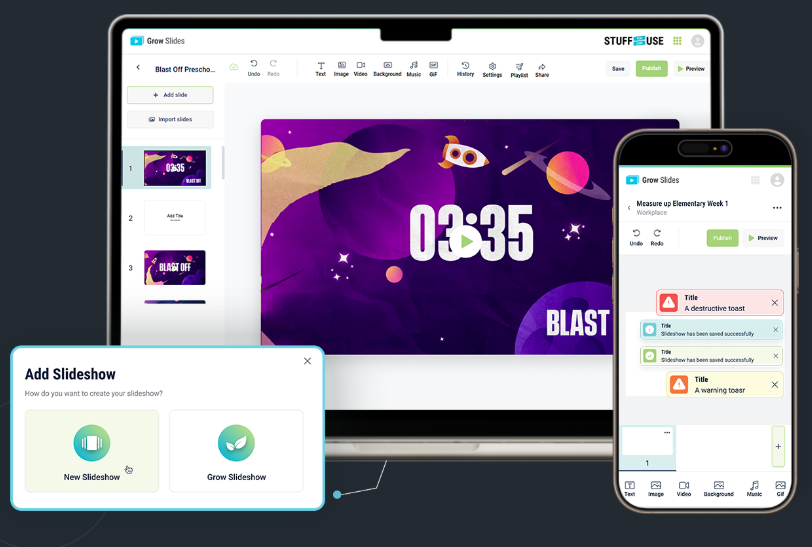 Grow Slides
STUFF YOU CAN USE
Blast Off Prescho...
Undo
Redo
Text
Image
Video
Background
Music
GIF
History
Settings
Playlist
Share
Save
Publish
Preview
+ Add slide
Import slides
1
03:35
BLAST OFF
2
Add Title
3
BLAST OFF
03:35
BLAST
Add Slideshow
How do you want to create your slideshow?
New Slideshow
Grow Slideshow
Grow Slides
Measure up Elementary Week 1
Workplace
Undo
Redo
Publish
Preview
Title
A destructive toast
Title
Slideshow has been saved successfully
Title
Slideshow has been saved successfully
Title
A warning toasr
1
+
Text
Image
Video
Background
Music
Gif